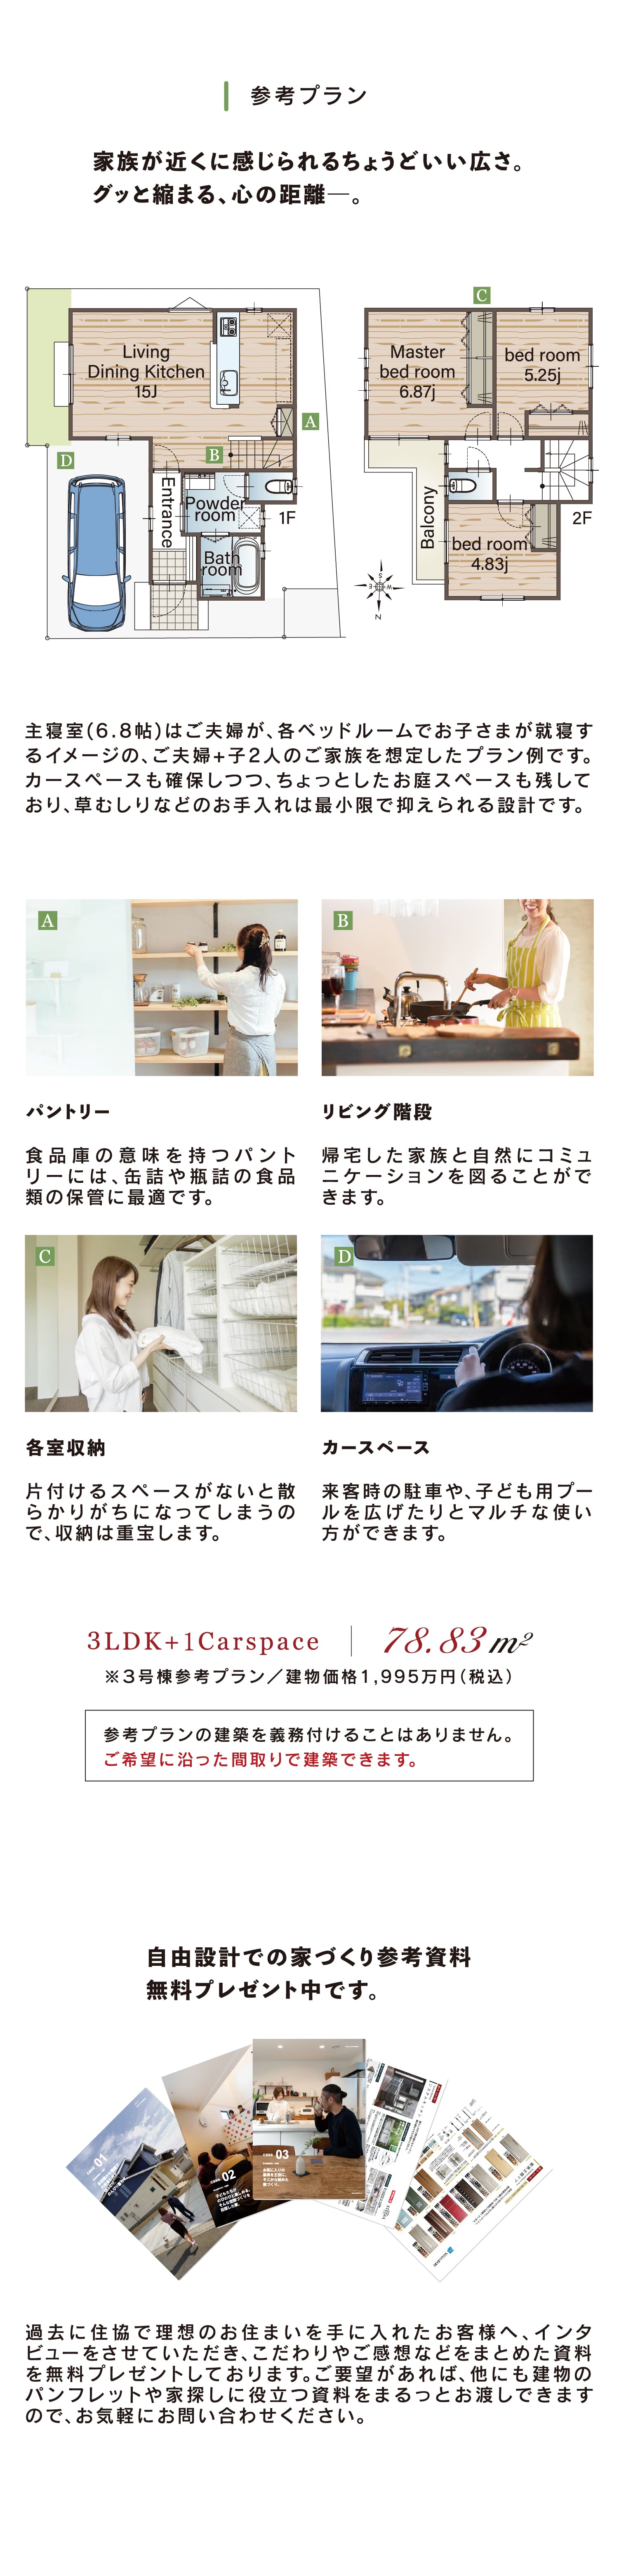 参考プラン
家族が近くに感じられるちょうどいい広さ。
グッと縮まる、心の距離―。
C
Living
Dining Kitchen
15J
Master
bed room
6.87j
bed room
5.25j
A
B
D
Entrance
Powder
room
1F
Bath
room
Balcony
2F
bed room
4.83j
S
E
W
N
主寝室(6.8帖)はご夫婦が、各ベッドルームでお子さまが就寝す
るイメージの、ご夫婦+子2人のご家族を想定したプラン例です。
カースペースも確保しつつ、ちょっとしたお庭スペースも残して
おり、草むしりなどのお手入れは最小限で抑えられる設計です。
A
パントリー
食品庫の意味を持つパント
リーには、缶詰や瓶詰の食品
類の保管に最適です。
B
リビング階段
帰宅した家族と自然にコミュ
ニケーションを図ることがで
きます。
C
各室収納
片付けるスペースがないと散
らかりがちになってしまうの
で、収納は重宝します。
D
カースペース
来客時の駐車や、子ども用プー
ルを広げたりとマルチな使い
方ができます。
3LDK+1Carspace
78.83m²
※3号棟参考プラン／建物価格1,995万円（税込）
参考プランの建築を義務付けることはありません。
ご希望に沿った間取りで建築できます。
自由設計での家づくり参考資料
無料プレゼント中です。
01
02
03
過去に住協で理想のお住まいを手に入れたお客様へ、インタ
ビューをさせていただき、こだわりやご感想などをまとめた資料
を無料プレゼントしております。ご要望があれば、他にも建物の
パンフレットや家探しに役立つ資料をまるっとお渡しできます
ので、お気軽にお問い合わせください。